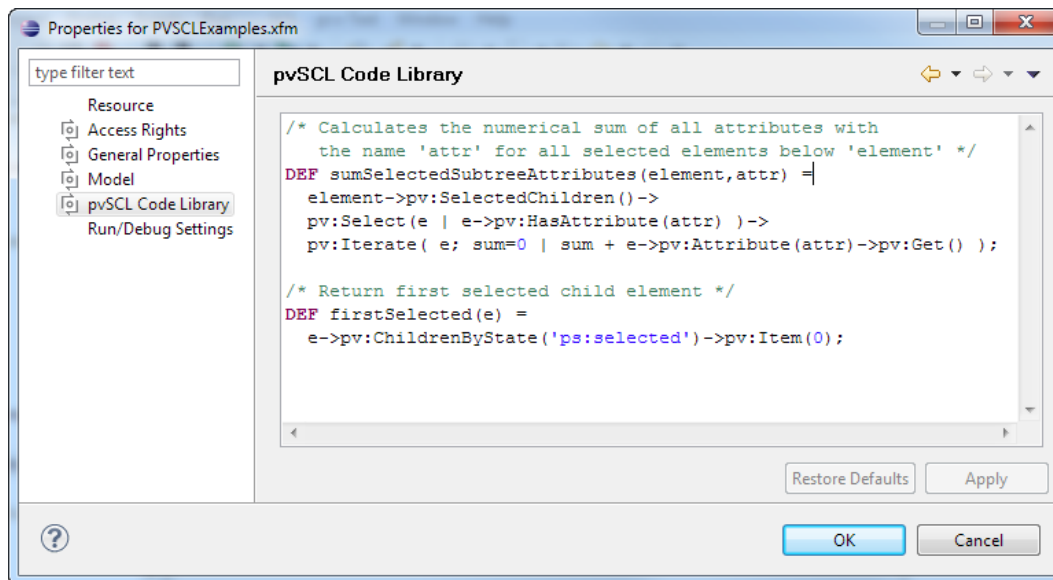 Properties for PVSCLExamples.xfm
type filter text
Resource
Access Rights
General Properties
Model
pvSCL Code Library
Run/Debug Settings
pvSCL Code Library
/* Calculates the numerical sum of all attributes with
the name 'attr' for all selected elements below 'element' */
DEF sumSelectedSubtreeAttributes(element,attr) =
element->pv:SelectedChildren()->
pv:Select(e | e->pv:HasAttribute(attr) )->
pv:Iterate( e; sum=0 | sum + e->pv:Attribute(attr)->pv:Get() );
/* Return first selected child element */
DEF firstSelected(e) =
e->pv:ChildrenByState('ps:selected')->pv:Item(0);
Restore Defaults
Apply
?
OK
Cancel